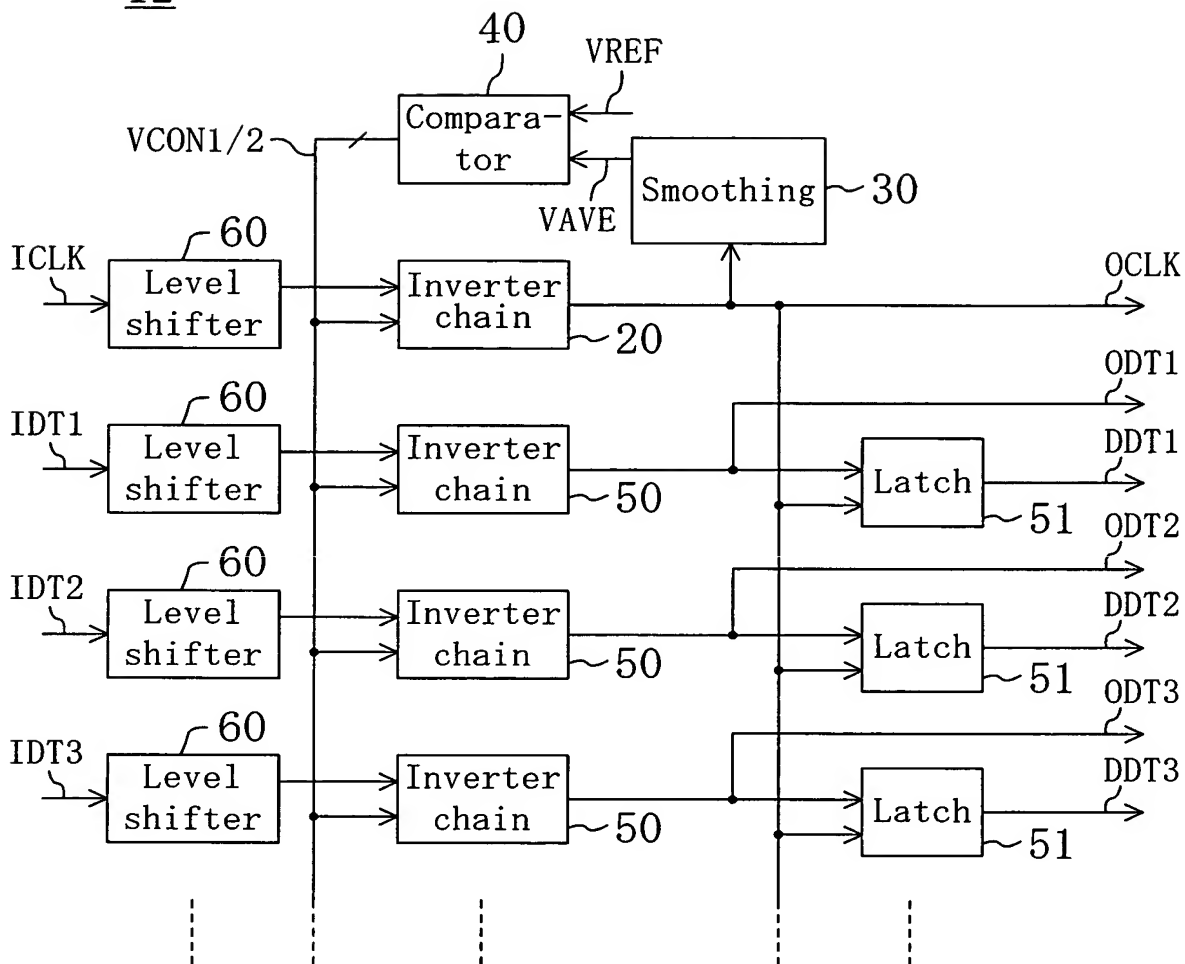 40
VREF
Compara-
tor
VCON1/2
VAVE
Smoothing
30
ICLK
60
Level
shifter
Inverter
chain
20
OCLK
IDT1
60
Level
shifter
Inverter
chain
50
ODT1
Latch
DDT1
51
IDT2
60
Level
shifter
Inverter
chain
50
ODT2
Latch
DDT2
51
IDT3
60
Level
shifter
Inverter
chain
50
ODT3
Latch
DDT3
51